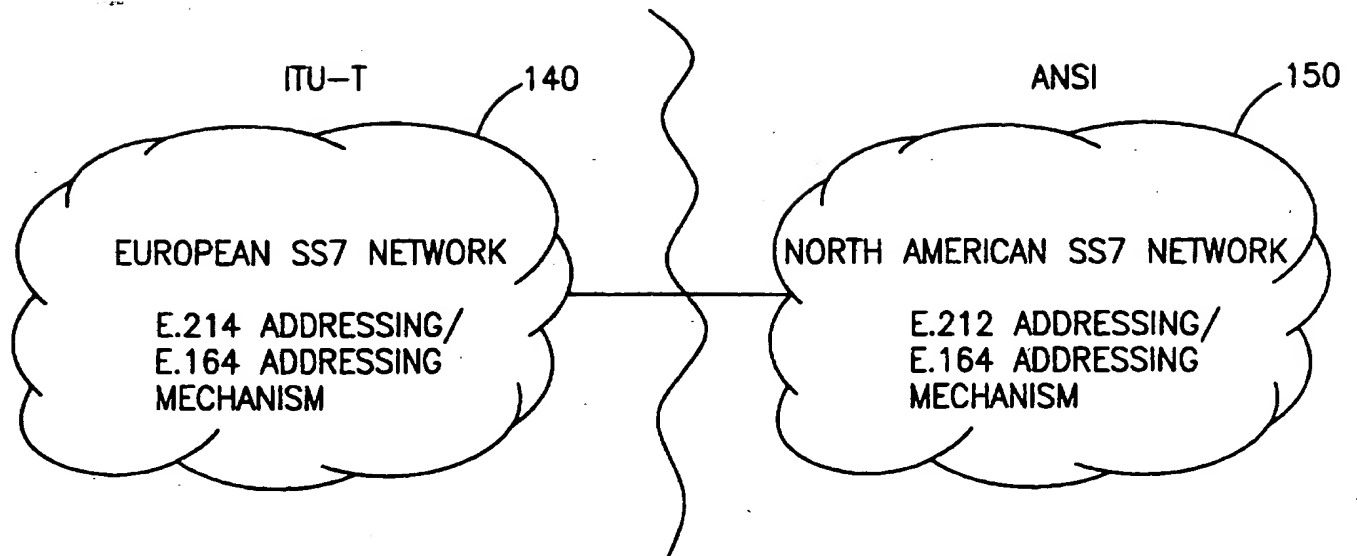 ITU-T
140
ANSI
150
EUROPEAN SS7 NETWORK
E.214 ADDRESSING/
E.164 ADDRESSING
MECHANISM
NORTH AMERICAN SS7 NETWORK
E.212 ADDRESSING/
E.164 ADDRESSING
MECHANISM